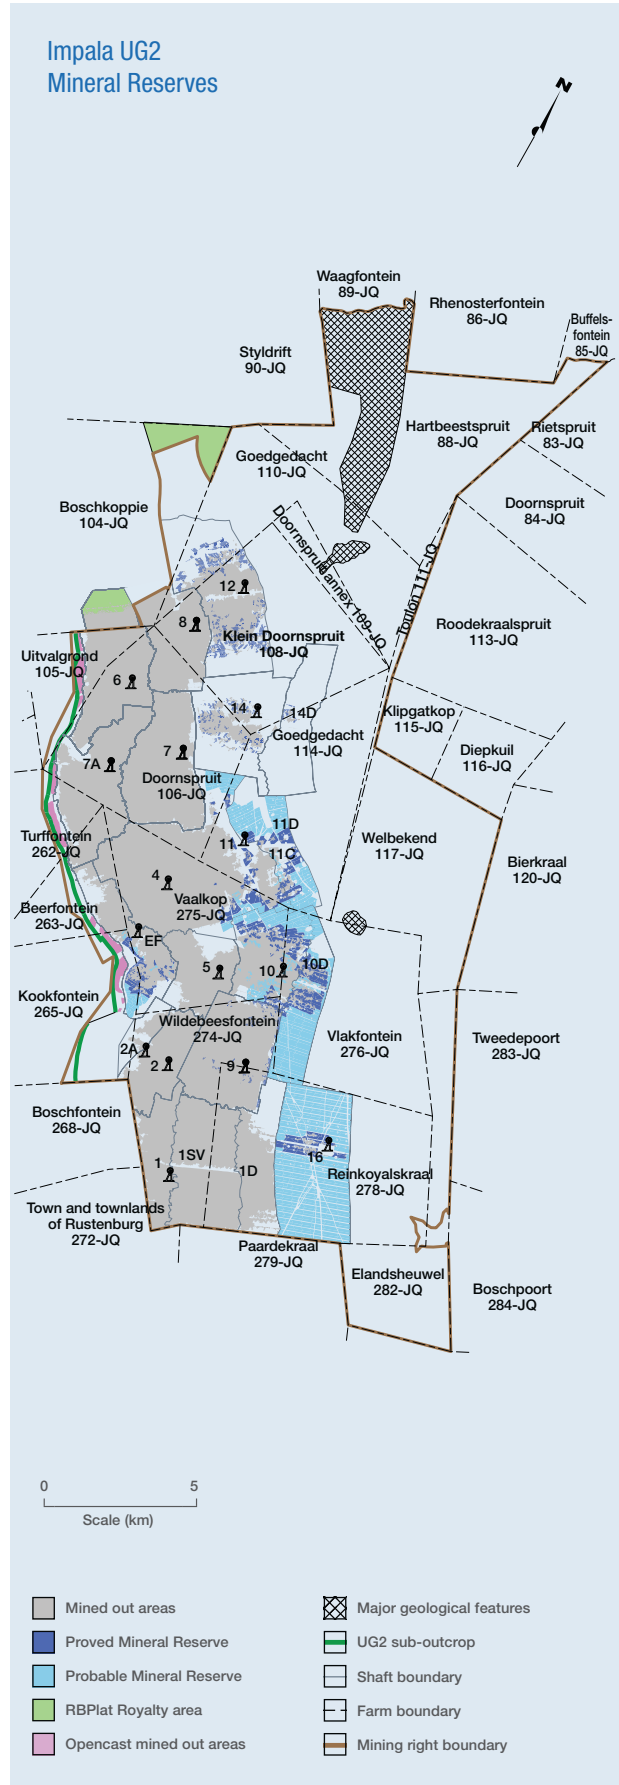 Impala UG2
Mineral Reserves
N
Waagfontein
89-JQ
Rhenosterfontein
86-JQ
Buffels-
fontein
85-JQ
Styldrift
90-JQ
Hartbeestspruit
88-JQ
Rietspruit
83-JQ
Goedgedacht
110-JQ
Doornspruit
84-JQ
Boschkoppie
104-JQ
Doornspruit annex 109-JQ
Toulon 111-JQ
12
8
Klein Doornspruit
108-JQ
Roodekraalspruit
113-JQ
Uitvalgrond
105-JQ
6
14
14D
Goedgedacht
114-JQ
Klipgatkop
115-JQ
7
7A
Diepkuil
116-JQ
Doornspruit
106-JQ
11D
11
11C
Turffontein
262-JQ
Welbekend
117-JQ
Bierkraal
120-JQ
4
Vaalkop
275-JQ
Beerfontein
263-JQ
EF
5
10
10D
Kookfontein
265-JQ
Wildebeesfontein
274-JQ
Vlakfontein
276-JQ
Tweedepoort
283-JQ
2A
2
9
Boschfontein
268-JQ
16
1
1SV
1D
Reinkoyalskraal
278-JQ
Town and townlands
of Rustenburg
272-JQ
Paardekraal
279-JQ
Elandsheuwel
282-JQ
Boschpoort
284-JQ
0 5
Scale (km)
Mined out areas
Proved Mineral Reserve
Probable Mineral Reserve
RBPlat Royalty area
Opencast mined out areas
Major geological features
UG2 sub-outcrop
Shaft boundary
Farm boundary
Mining right boundary